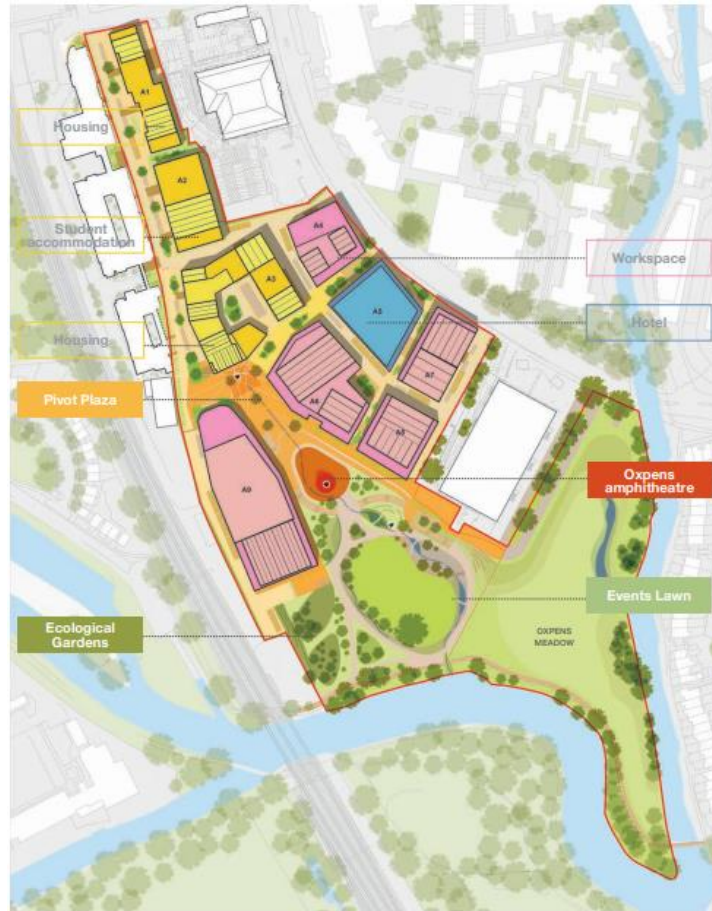 A1
Housing
A2
Student
accommodation
A4
Workspace
A3
A5
Hotel
Housing
A7
A6
Pivot Plaza
A8
A9
Oxpens
amphitheatre
Events Lawn
Ecological
Gardens
OXPENS
MEADOW